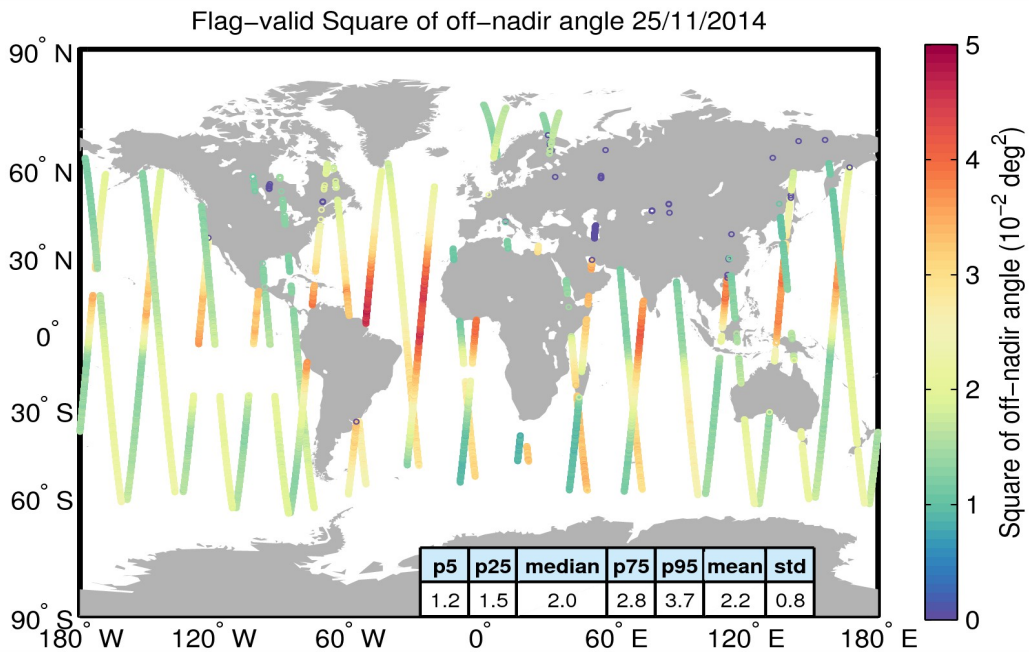 Flag−valid Square of off−nadir angle 25/11/2014
90° N
60° N
30° N
0°
30° S
60° S
90° S
180° W
120° W
60° W
0°
60° E
120° E
180° E
p5 p25 median p75 p95 mean std
1.2 1.5 2.0 2.8 3.7 2.2 0.8
5
4
3
2
1
0
Square of off−nadir angle (10⁻² deg²)